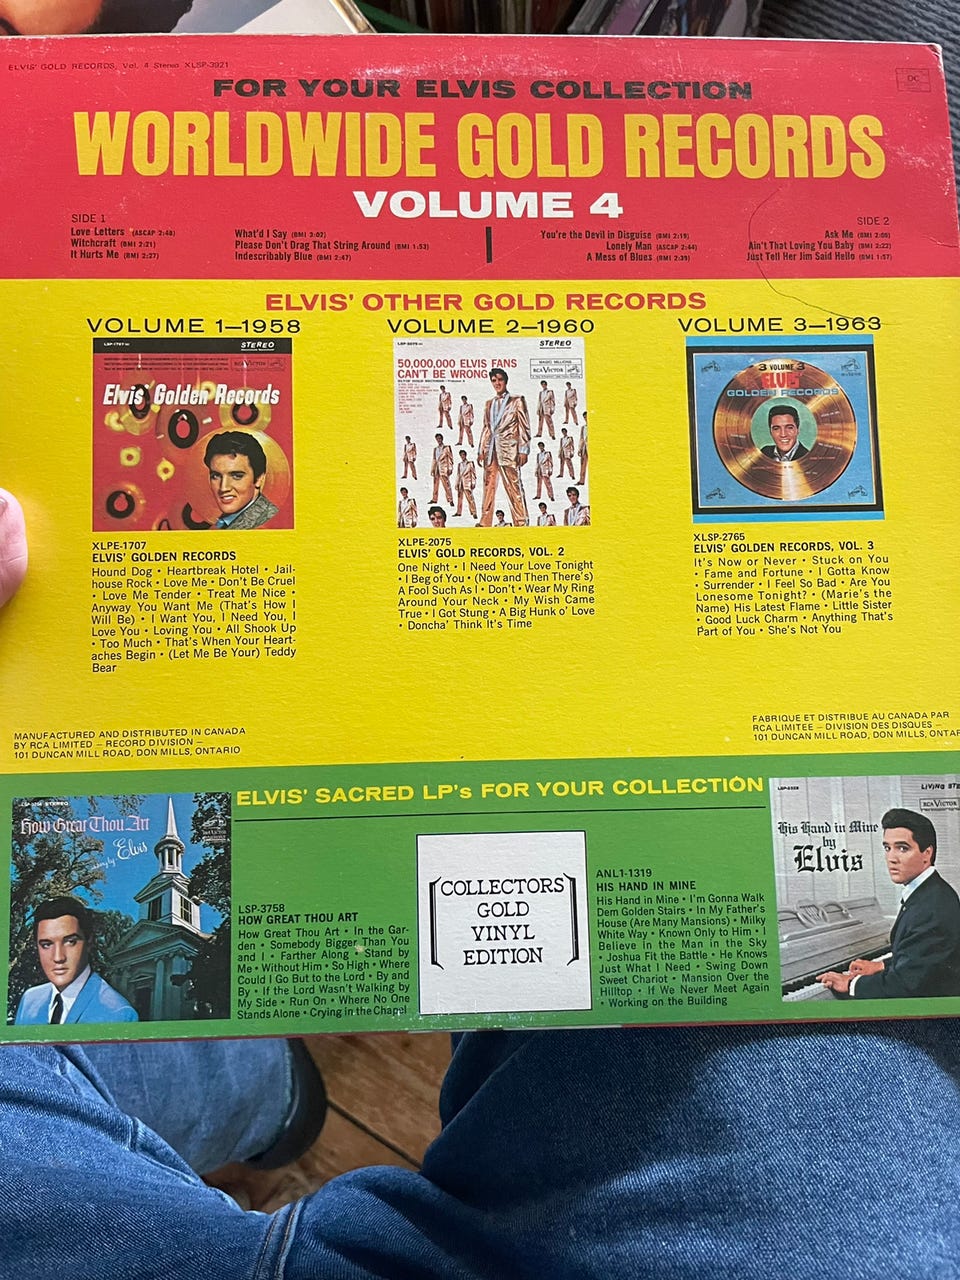 ELVIS' GOLD RECORDS, Vol. 4 Stereo XLSP-3921
DC
FOR YOUR ELVIS COLLECTION
WORLDWIDE GOLD RECORDS
VOLUME 4
SIDE 1
Love Letters (ASCAP 2:48)
Witchcraft (BMI 2:21)
It Hurts Me (BMI 2:27)
What'd I Say (BMI 3:02)
Please Don't Drag That String Around (BMI 1:53)
Indescribably Blue (BMI 2:47)
SIDE 2
You're the Devil in Disguise (BMI 2:19)
Lonely Man (ASCAP 2:44)
A Mess of Blues (BMI 2:39)
Ask Me (BMI 2:05)
Ain't That Loving You Baby (BMI 2:22)
Just Tell Her Jim Said Hello (BMI 1:57)
ELVIS' OTHER GOLD RECORDS
VOLUME 1—1958
STEREO
Elvis' Golden Records
XLPE-1707
ELVIS' GOLDEN RECORDS
Hound Dog • Heartbreak Hotel • Jail-
house Rock • Love Me • Don't Be Cruel
• Love Me Tender • Treat Me Nice •
Anyway You Want Me (That's How I
Will Be) • I Want You, I Need You, I
Love You • Loving You • All Shook Up
• Too Much • That's When Your Heart-
aches Begin • (Let Me Be Your) Teddy
Bear
VOLUME 2—1960
STEREO
50,000,000 ELVIS FANS
CAN'T BE WRONG
RCA VICTOR
XLPE-2075
ELVIS' GOLD RECORDS, VOL. 2
One Night • I Need Your Love Tonight
• I Beg of You • (Now and Then There's)
A Fool Such As I • Don't • Wear My Ring
Around Your Neck • My Wish Came
True • I Got Stung • A Big Hunk o' Love
• Doncha' Think It's Time
VOLUME 3—1963
3 VOLUME 3
ELVIS'
GOLDEN RECORDS
XLSP-2765
ELVIS' GOLDEN RECORDS, VOL. 3
It's Now or Never • Stuck on You
• Fame and Fortune • I Gotta Know
• Surrender • I Feel So Bad • Are You
Lonesome Tonight? • (Marie's the
Name) His Latest Flame • Little Sister
• Good Luck Charm • Anything That's
Part of You • She's Not You
MANUFACTURED AND DISTRIBUTED IN CANADA
BY RCA LIMITED – RECORD DIVISION –
101 DUNCAN MILL ROAD, DON MILLS, ONTARIO
FABRIQUE ET DISTRIBUE AU CANADA PAR
RCA LIMITEE – DIVISION DES DISQUES –
101 DUNCAN MILL ROAD, DON MILLS, ONTAR
ELVIS' SACRED LP's FOR YOUR COLLECTION
LSP-3758 STEREO
How Great Thou Art
Elvis
LSP-3758
HOW GREAT THOU ART
How Great Thou Art • In the Gar-
den • Somebody Bigger Than You
and I • Farther Along • Stand by
Me • Without Him • So High • Where
Could I Go But to the Lord • By and
By • If the Lord Wasn't Walking by
My Side • Run On • Where No One
Stands Alone • Crying in the Chapel
COLLECTORS
GOLD
VINYL
EDITION
ANL1-1319
HIS HAND IN MINE
His Hand in Mine • I'm Gonna Walk
Dem Golden Stairs • In My Father's
House (Are Many Mansions) • Milky
White Way • Known Only to Him • I
Believe in the Man in the Sky
• Joshua Fit the Battle • He Knows
Just What I Need • Swing Down
Sweet Chariot • Mansion Over the
Hilltop • If We Never Meet Again
• Working on the Building
LIVING STE
RCA VICTOR
His Hand in Mine
by
Elvis